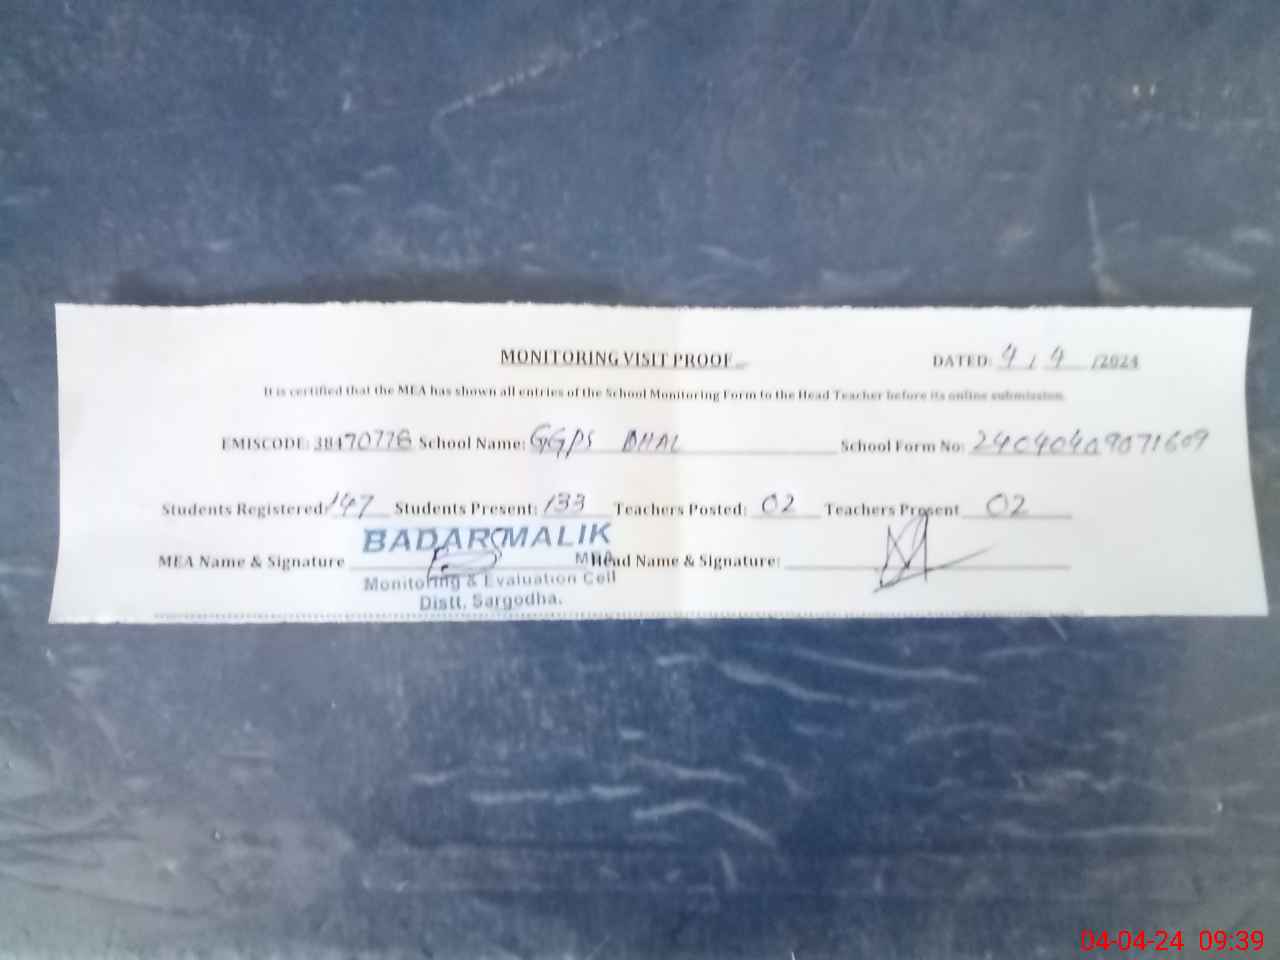 MONITORING VISIT PROOF
DATED: 4 / 4 /2024
It is certified that the MEA has shown all entries of the School Monitoring Form to the Head Teacher before its online submission.
EMISCODE: 38470778 School Name: GGPS DHAL School Form No: 24040409071609
Students Registered: 147 Students Present: 133 Teachers Posted: 02 Teachers Present 02
BADAR MALIK
MEA Name & Signature MEA Head Name & Signature:
Monitoring & Evaluation Cell
Distt. Sargodha.
04-04-24 09:39